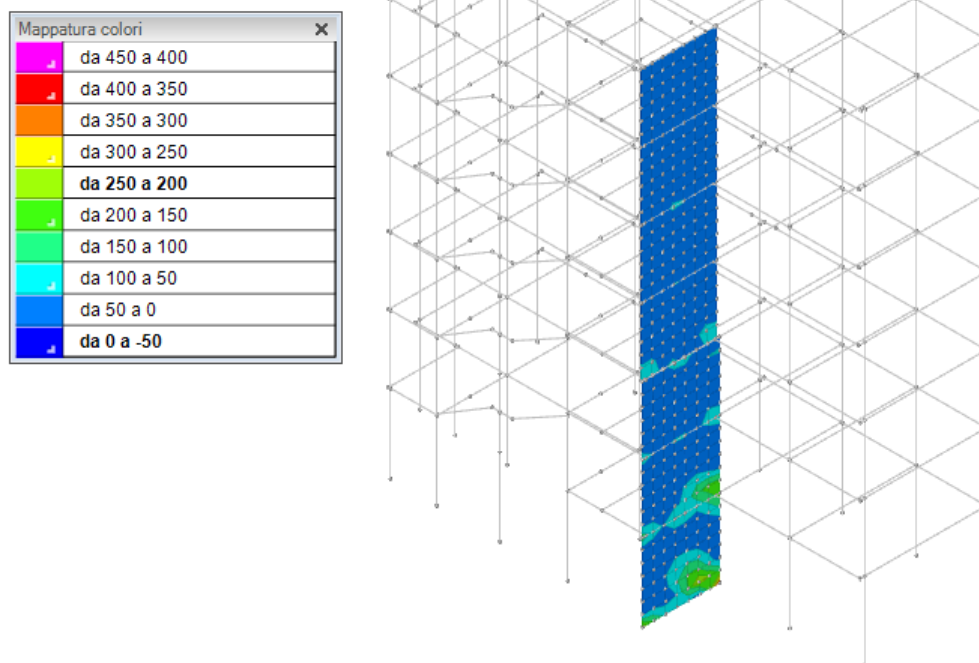 Mappatura colori
da 450 a 400
da 400 a 350
da 350 a 300
da 300 a 250
da 250 a 200
da 200 a 150
da 150 a 100
da 100 a 50
da 50 a 0
da 0 a -50